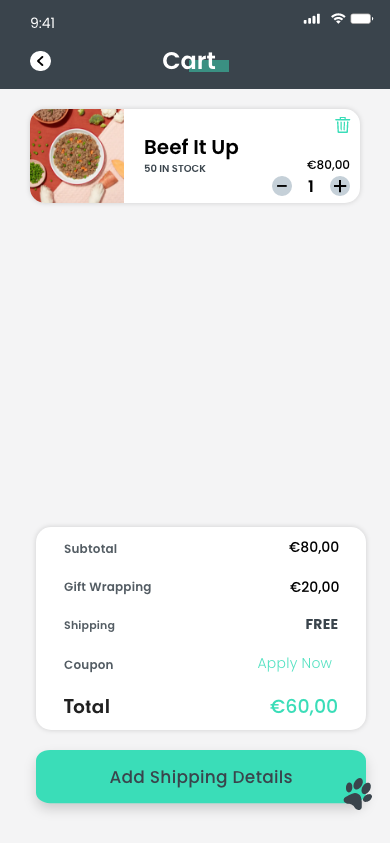 9:41
Cart
Beef It Up
50 IN STOCK
€80,00
1
Subtotal €80,00
Gift Wrapping €20,00
Shipping FREE
Coupon Apply Now
Total €60,00
Add Shipping Details